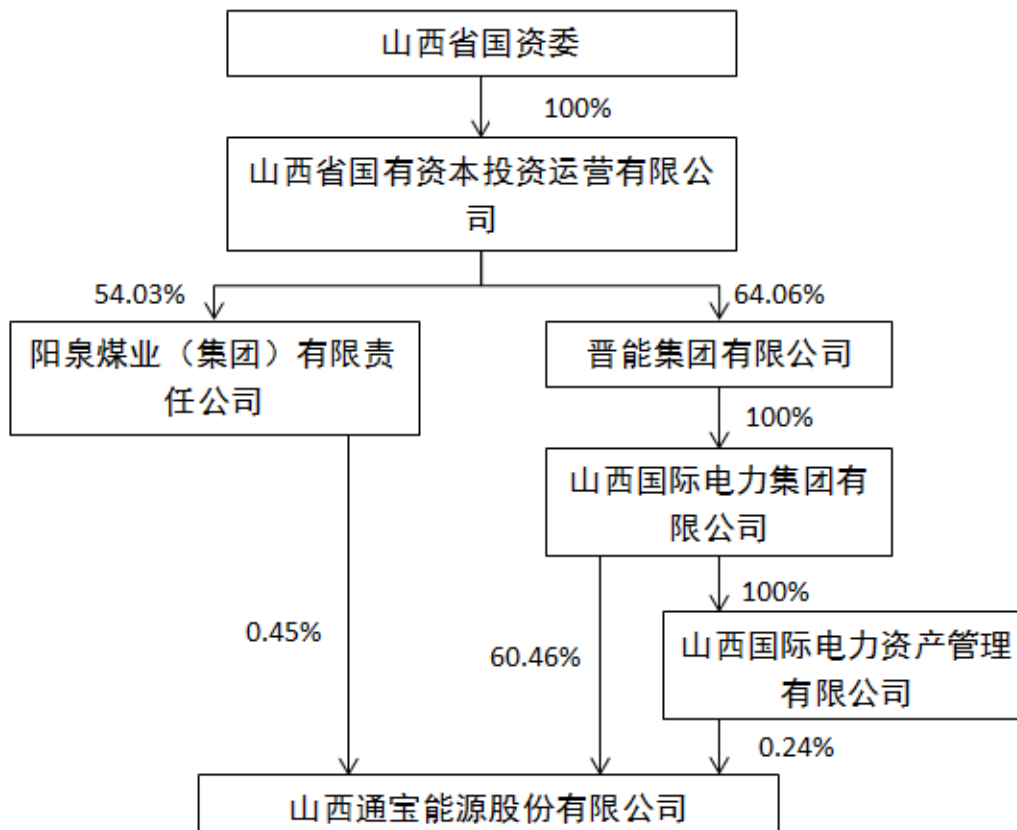 山西省国资委
100%
山西省国有资本投资运营有限公
司
54.03%
64.06%
阳泉煤业（集团）有限责
任公司
晋能集团有限公司
100%
山西国际电力集团有
限公司
100%
0.45%
60.46%
山西国际电力资产管理
有限公司
0.24%
山西通宝能源股份有限公司